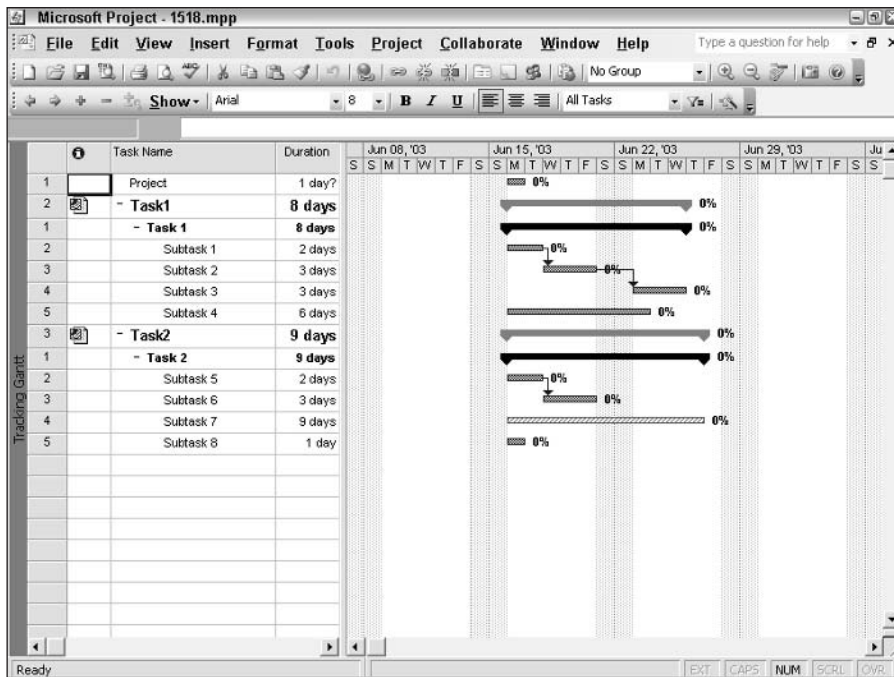 Microsoft Project - 1518.mpp
File Edit View Insert Format Tools Project Collaborate Window Help Type a question for help
No Group
Show Arial 8 B I U All Tasks
Task Name Duration Jun 08, '03 Jun 15, '03 Jun 22, '03 Jun 29, '03 Ju
S S M T W T F S S M T W T F S S M T W T F S S M T W T F S S
1 Project 1 day? 0%
2 - Task1 8 days 0%
1 - Task 1 8 days 0%
2 Subtask 1 2 days 0%
3 Subtask 2 3 days 0%
4 Subtask 3 3 days 0%
5 Subtask 4 6 days 0%
3 - Task2 9 days 0%
1 - Task 2 9 days 0%
2 Subtask 5 2 days 0%
3 Subtask 6 3 days 0%
4 Subtask 7 9 days 0%
5 Subtask 8 1 day 0%
Tracking Gantt
Ready EXT CAPS NUM SCRL OVR